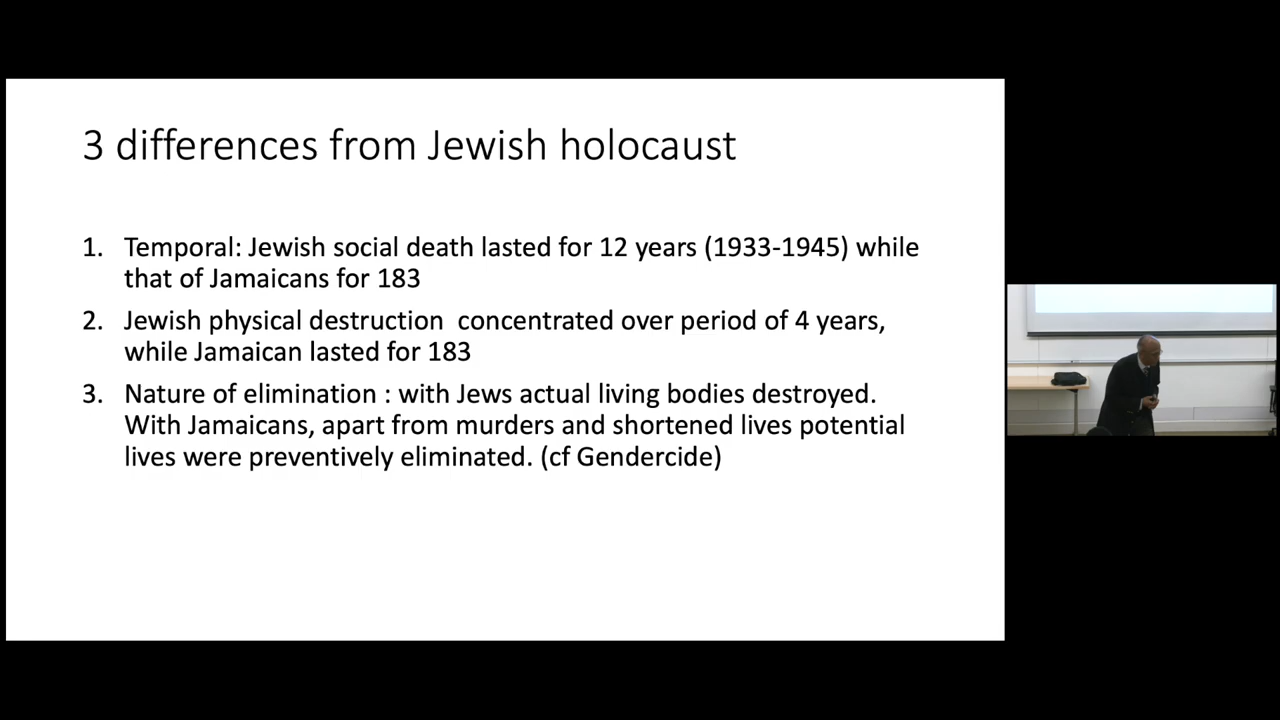 3 differences from Jewish holocaust
1. Temporal: Jewish social death lasted for 12 years (1933-1945) while
that of Jamaicans for 183
2. Jewish physical destruction  concentrated over period of 4 years,
while Jamaican lasted for 183
3. Nature of elimination : with Jews actual living bodies destroyed.
With Jamaicans, apart from murders and shortened lives potential
lives were preventively eliminated. (cf Gendercide)